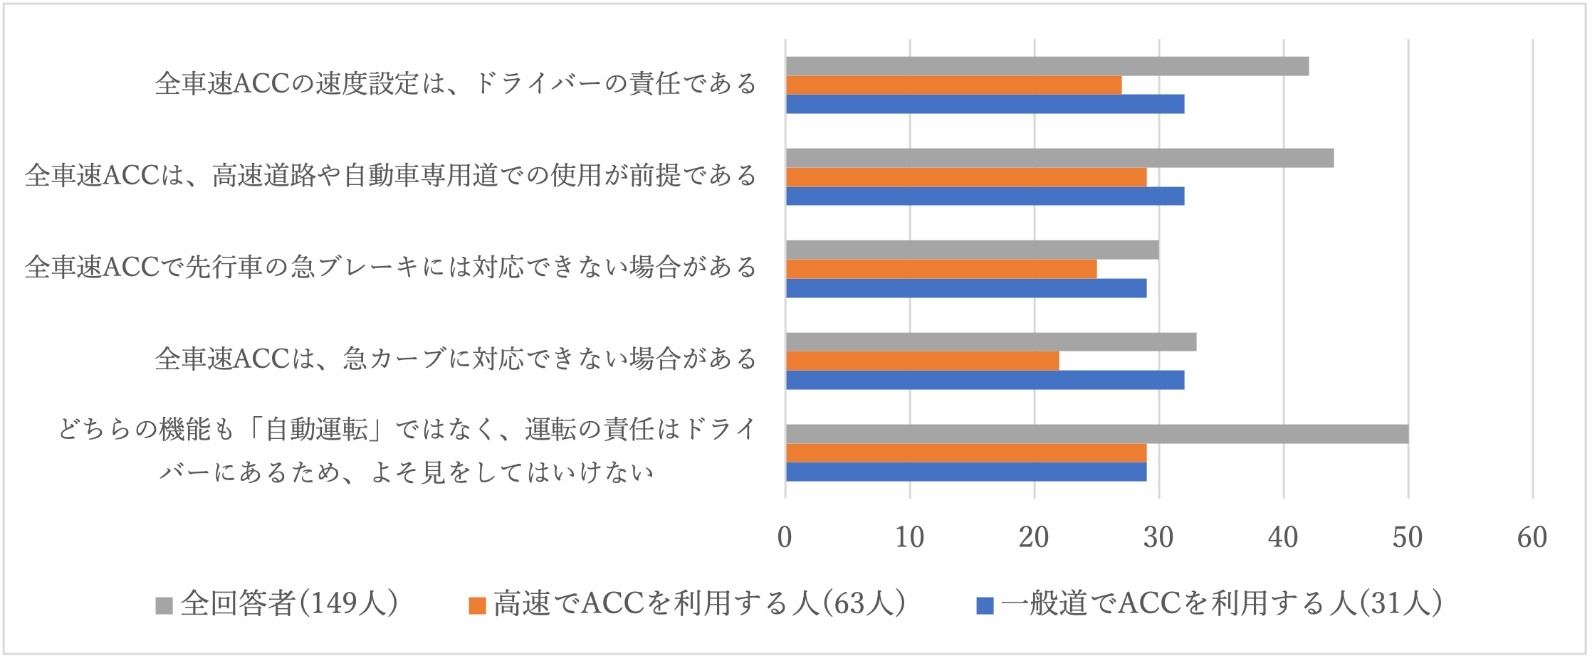 全車速ACCの速度設定は、ドライバーの責任である
全車速ACCは、高速道路や自動車専用道での使用が前提である
全車速ACCで先行車の急ブレーキには対応できない場合がある
全車速ACCは、急カーブに対応できない場合がある
どちらの機能も「自動運転」ではなく、運転の責任はドライ
バーにあるため、よそ見をしてはいけない
0 10 20 30 40 50 60
全回答者(149人) 高速でACCを利用する人(63人) 一般道でACCを利用する人(31人)